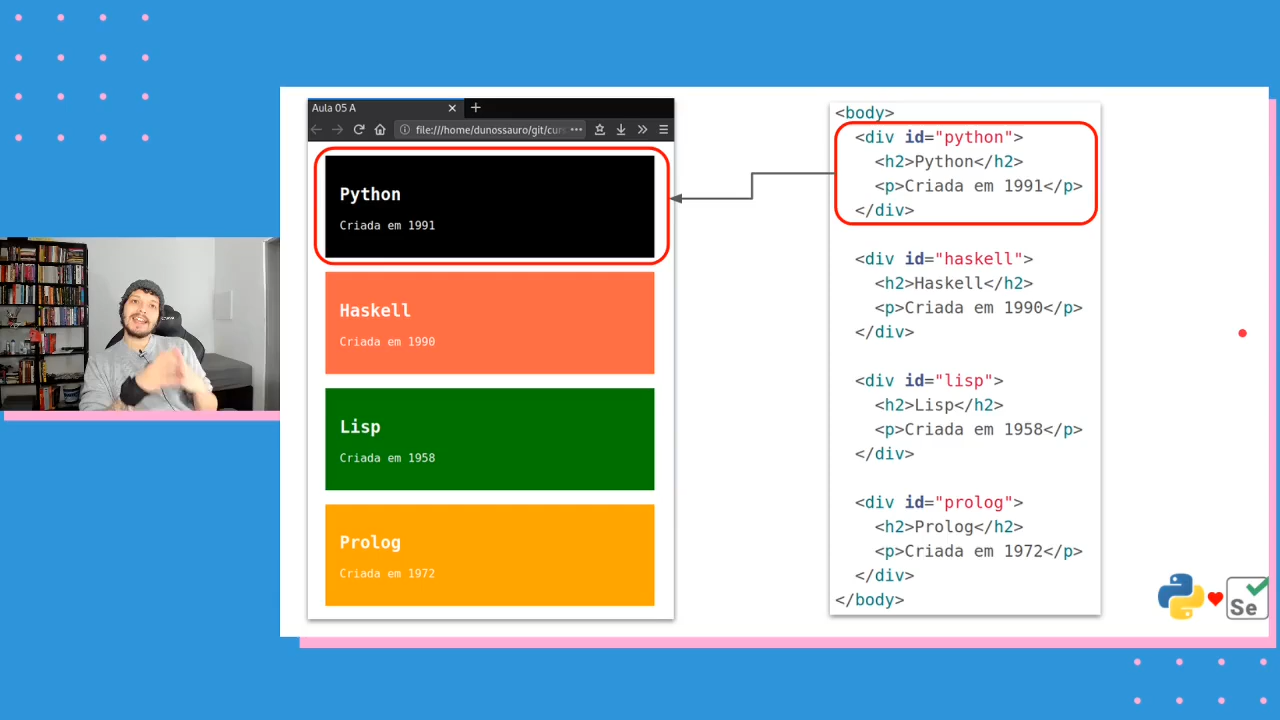 Aula 05 A
file:///home/dunossauro/git/cur
Python
Criada em 1991
Haskell
Criada em 1990
Lisp
Criada em 1958
Prolog
Criada em 1972
<body>
<div id="python">
<h2>Python</h2>
<p>Criada em 1991</p>
</div>
<div id="haskell">
<h2>Haskell</h2>
<p>Criada em 1990</p>
</div>
<div id="lisp">
<h2>Lisp</h2>
<p>Criada em 1958</p>
</div>
<div id="prolog">
<h2>Prolog</h2>
<p>Criada em 1972</p>
</div>
</body>
Se